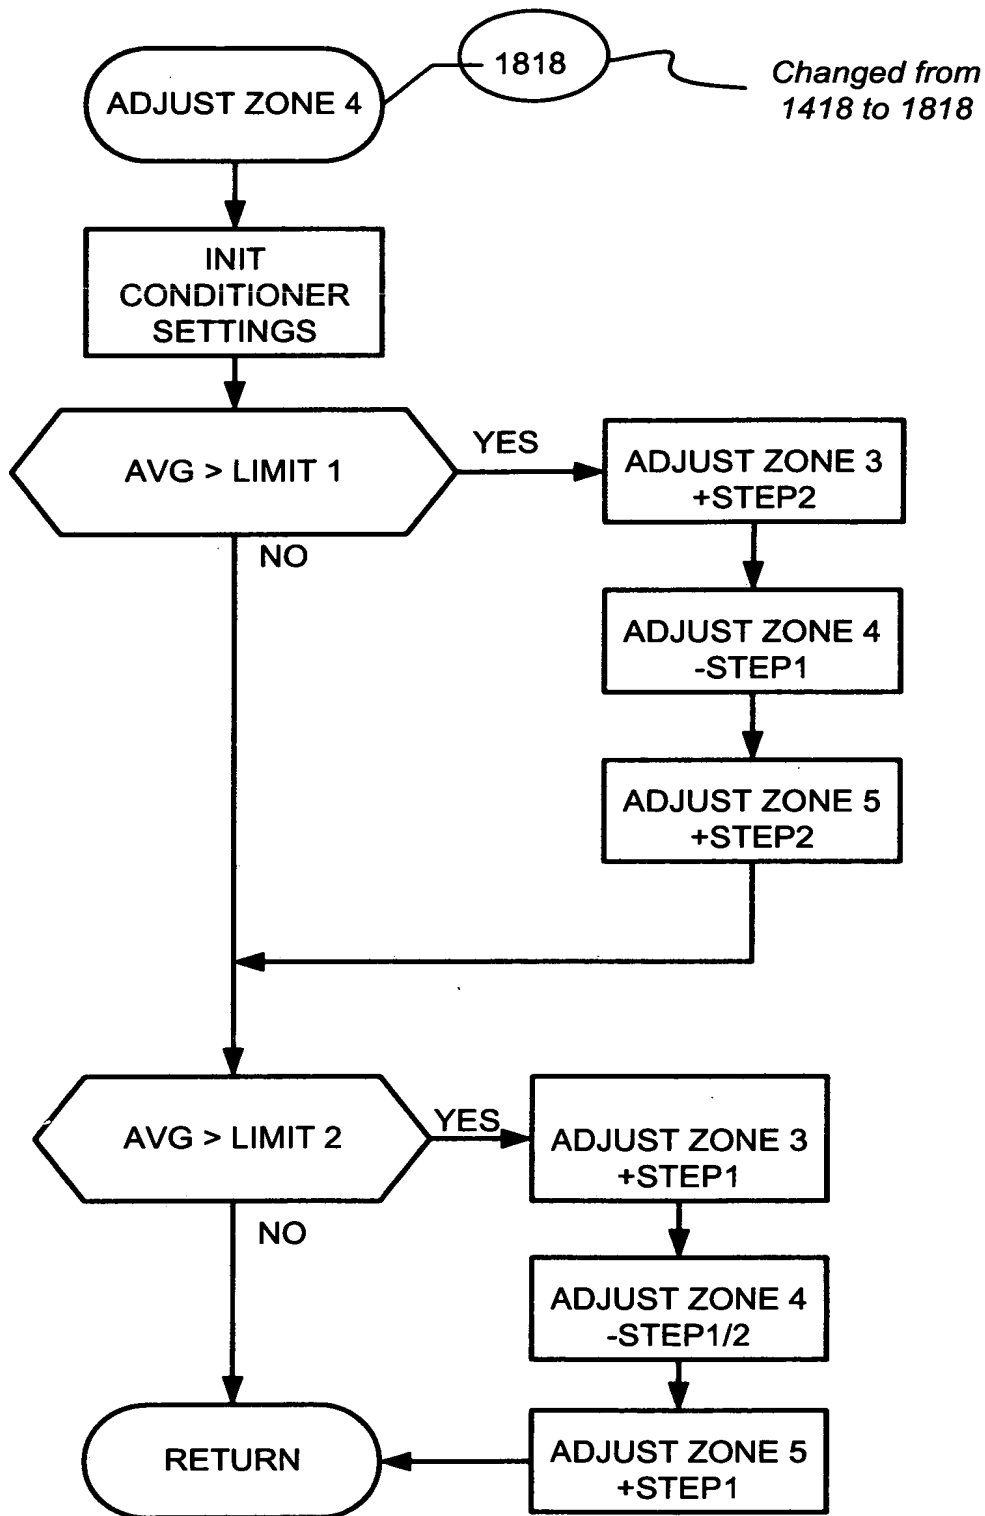 1818
Changed from
1418 to 1818
ADJUST ZONE 4
INIT
CONDITIONER
SETTINGS
AVG > LIMIT 1
YES
NO
ADJUST ZONE 3
+STEP2
ADJUST ZONE 4
-STEP1
ADJUST ZONE 5
+STEP2
AVG > LIMIT 2
YES
NO
ADJUST ZONE 3
+STEP1
ADJUST ZONE 4
-STEP1/2
ADJUST ZONE 5
+STEP1
RETURN